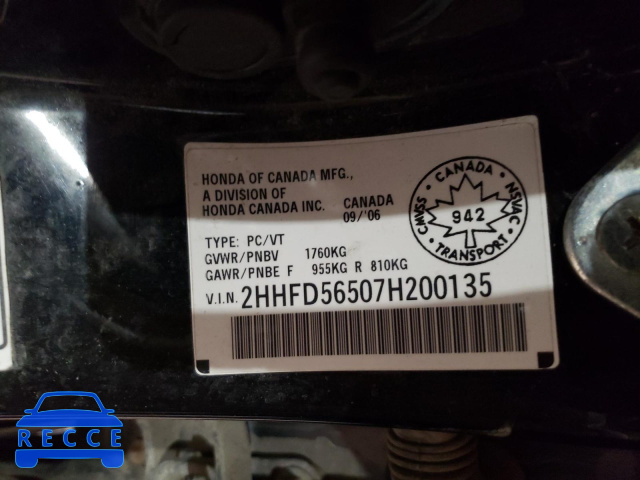 HONDA OF CANADA MFG.,
A DIVISION OF
HONDA CANADA INC. CANADA
09/'06
TYPE: PC/VT
GVWR/PNBV 1760KG
GAWR/PNBE F 955KG R 810KG
V.I.N. 2HHFD56507H200135
CANADA
CMVSS
942
NSVAC
TRANSPORT
RECCE